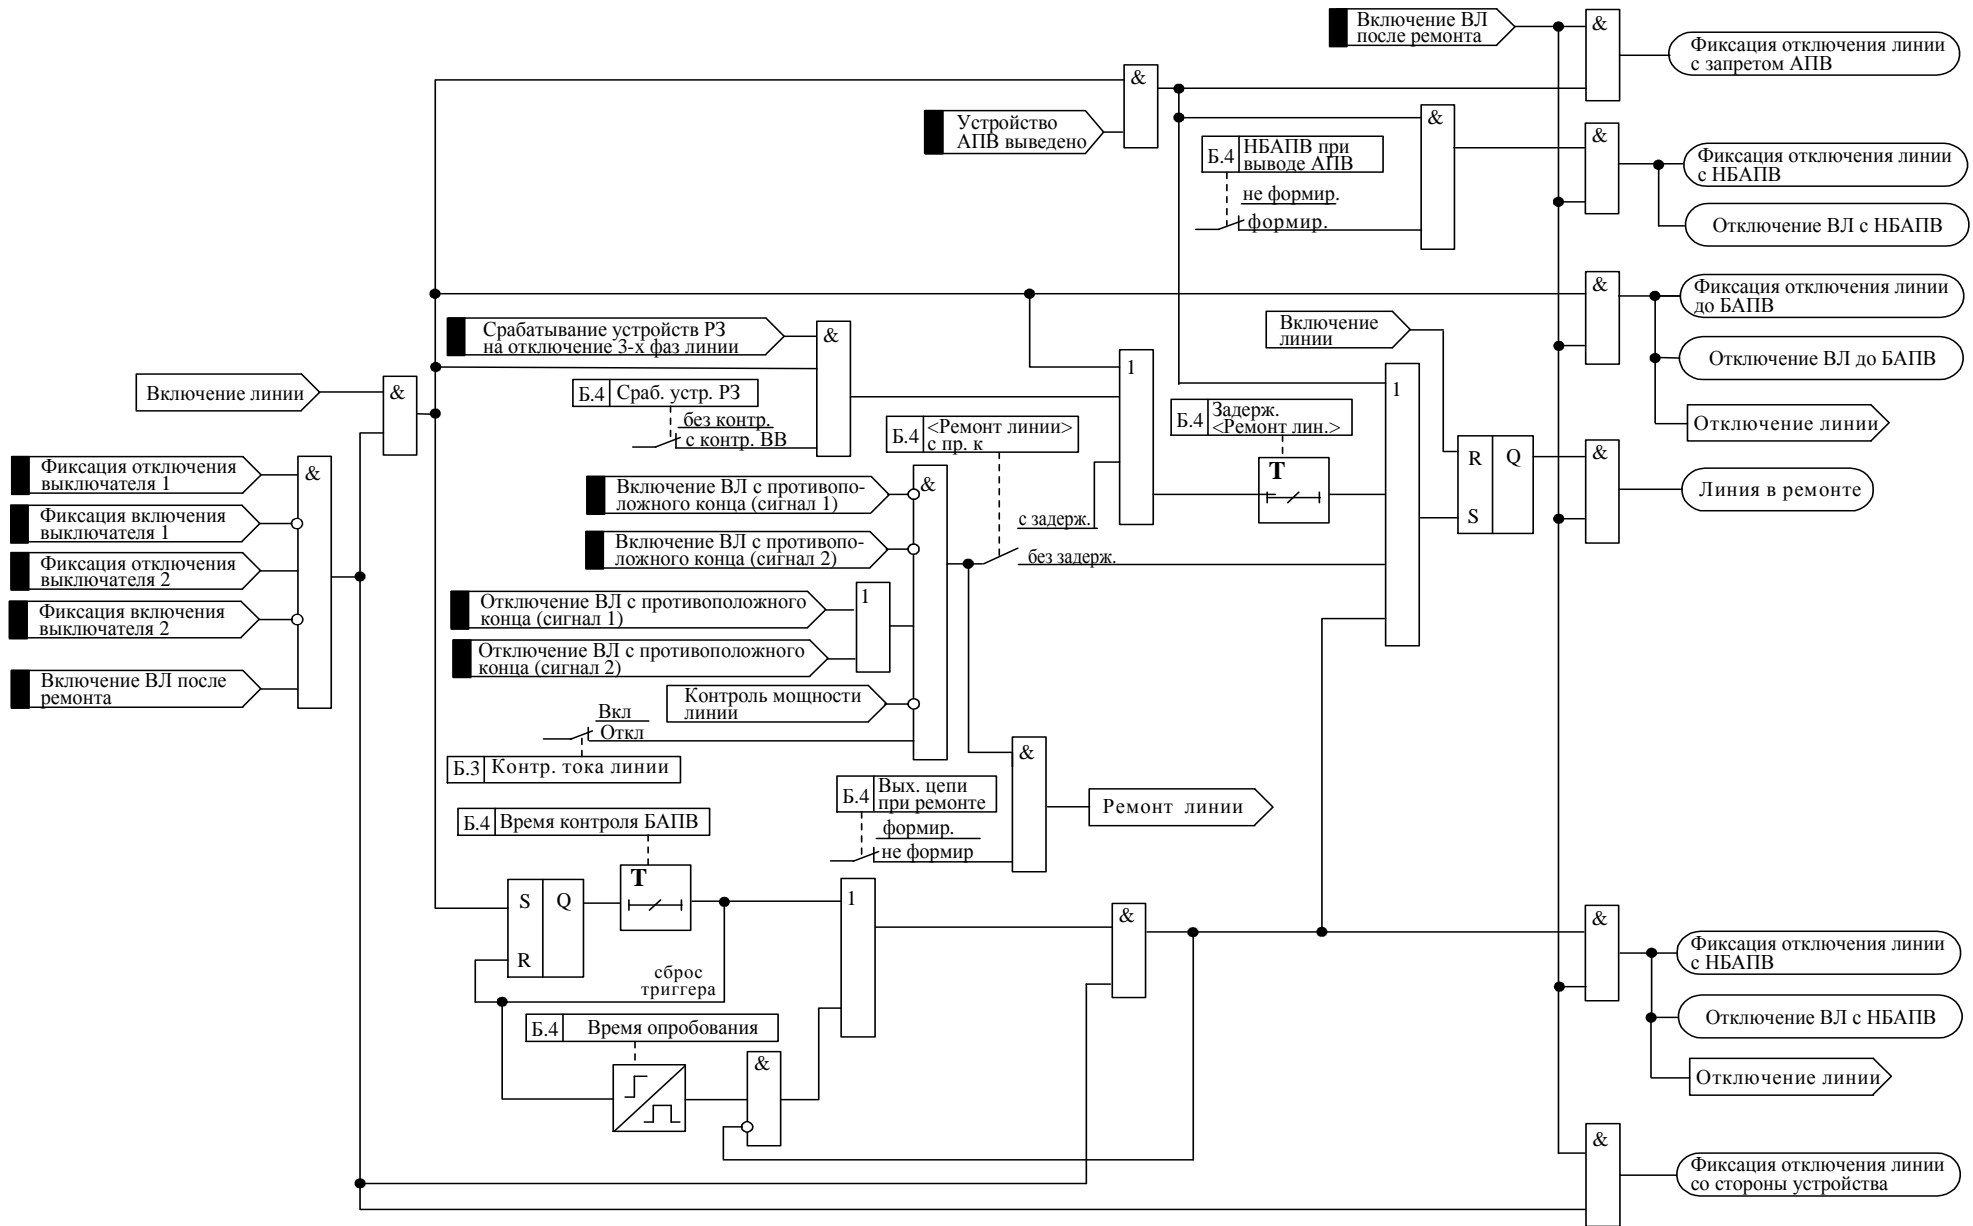 Включение ВЛ
после ремонта
&
Фиксация отключения линии
с запретом АПВ
&
Устройство
АПВ выведено
&
Б.4
НБАПВ при
выводе АПВ
не формир.
формир.
&
Фиксация отключения линии
с НБАПВ
Отключение ВЛ с НБАПВ
&
Фиксация отключения линии
до БАПВ
Отключение ВЛ до БАПВ
Отключение линии
Срабатывание устройств РЗ
на отключение 3-х фаз линии
&
Включение
линии
Включение линии
&
Б.4
Сраб. устр. РЗ
без контр.
с контр. ВВ
1
1
Б.4
<Ремонт линии>
с пр. к
Б.4
Задерж.
<Ремонт лин.>
Т
R
Q
S
&
Линия в ремонте
Фиксация отключения
выключателя 1
Фиксация включения
выключателя 1
Фиксация отключения
выключателя 2
Фиксация включения
выключателя 2
Включение ВЛ после
ремонта
&
Включение ВЛ с противопо-
ложного конца (сигнал 1)
Включение ВЛ с противопо-
ложного конца (сигнал 2)
&
с задерж.
без задерж.
Отключение ВЛ с противоположного
конца (сигнал 1)
Отключение ВЛ с противоположного
конца (сигнал 2)
1
Контроль мощности
линии
Вкл
Откл
Б.3
Контр. тока линии
Б.4
Вых. цепи
при ремонте
формир.
не формир
&
Ремонт линии
Б.4
Время контроля БАПВ
Т
S
Q
R
сброс
триггера
1
&
Б.4
Время опробования
&
&
Фиксация отключения линии
с НБАПВ
Отключение ВЛ с НБАПВ
Отключение линии
&
Фиксация отключения линии
со стороны устройства